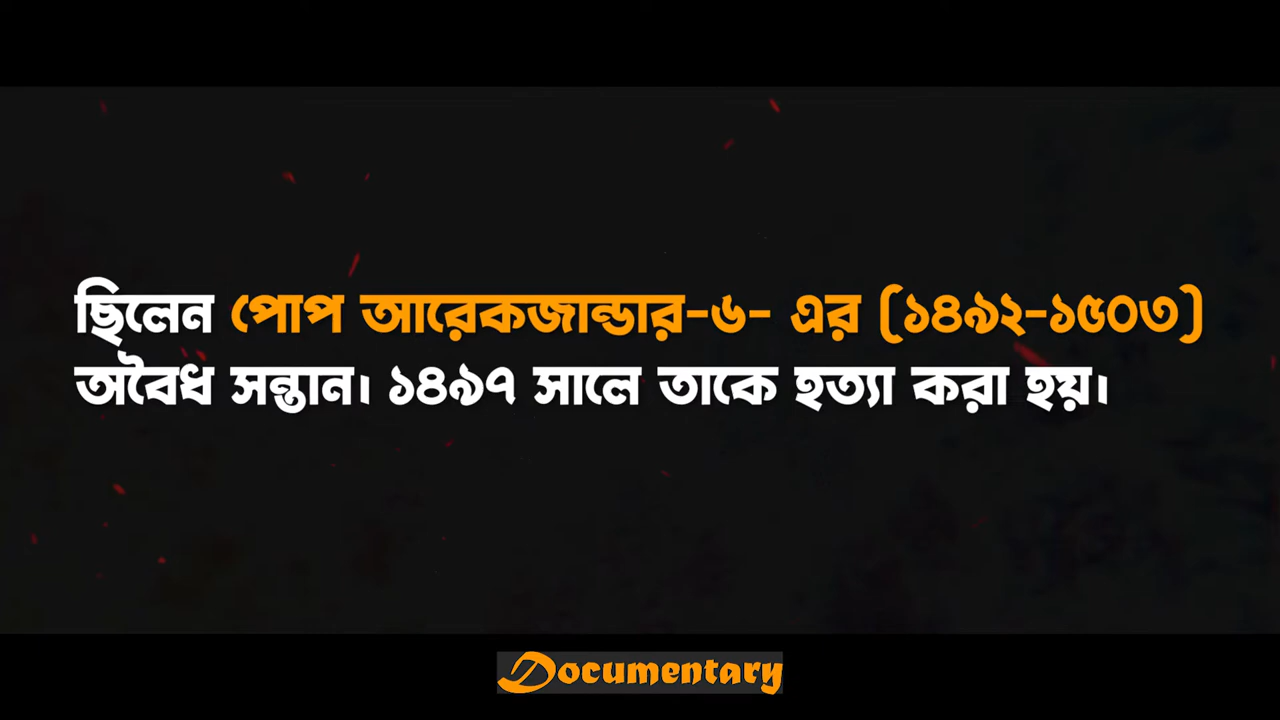 ছিলেন পোপ আরেকজান্ডার-৬- এর (১৪৯২-১৫০৩)
অবৈধ সন্তান। ১৪৯৭ সালে তাকে হত্যা করা হয়।
Documentary